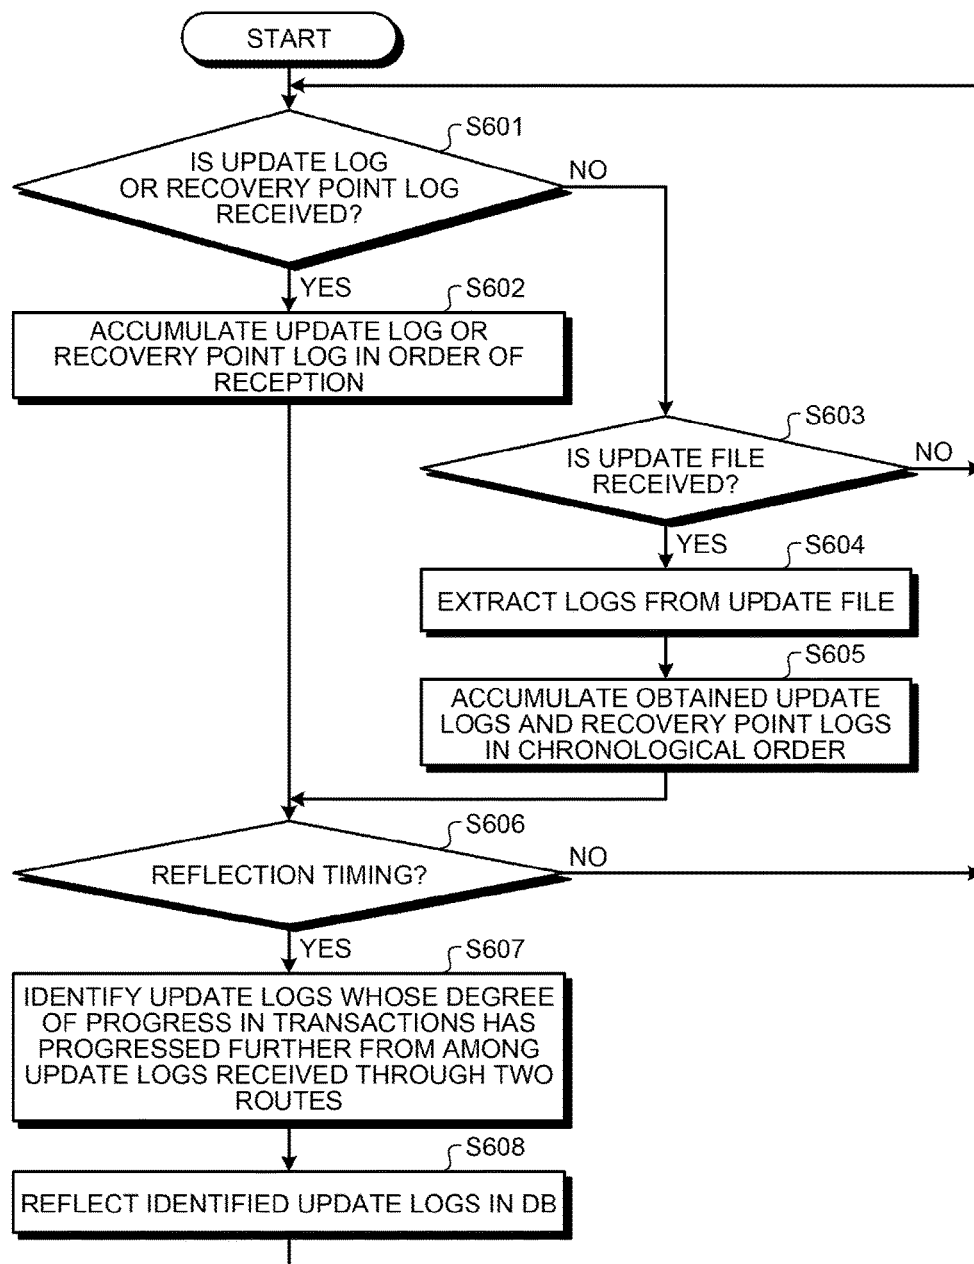 START
S601
IS UPDATE LOG
OR RECOVERY POINT LOG
RECEIVED?
NO
YES
S602
ACCUMULATE UPDATE LOG OR
RECOVERY POINT LOG IN ORDER OF
RECEPTION
S603
IS UPDATE FILE
RECEIVED?
NO
YES
S604
EXTRACT LOGS FROM UPDATE FILE
S605
ACCUMULATE OBTAINED UPDATE
LOGS AND RECOVERY POINT LOGS
IN CHRONOLOGICAL ORDER
S606
REFLECTION TIMING?
NO
YES
S607
IDENTIFY UPDATE LOGS WHOSE DEGREE
OF PROGRESS IN TRANSACTIONS HAS
PROGRESSED FURTHER FROM AMONG
UPDATE LOGS RECEIVED THROUGH TWO
ROUTES
S608
REFLECT IDENTIFIED UPDATE LOGS IN DB